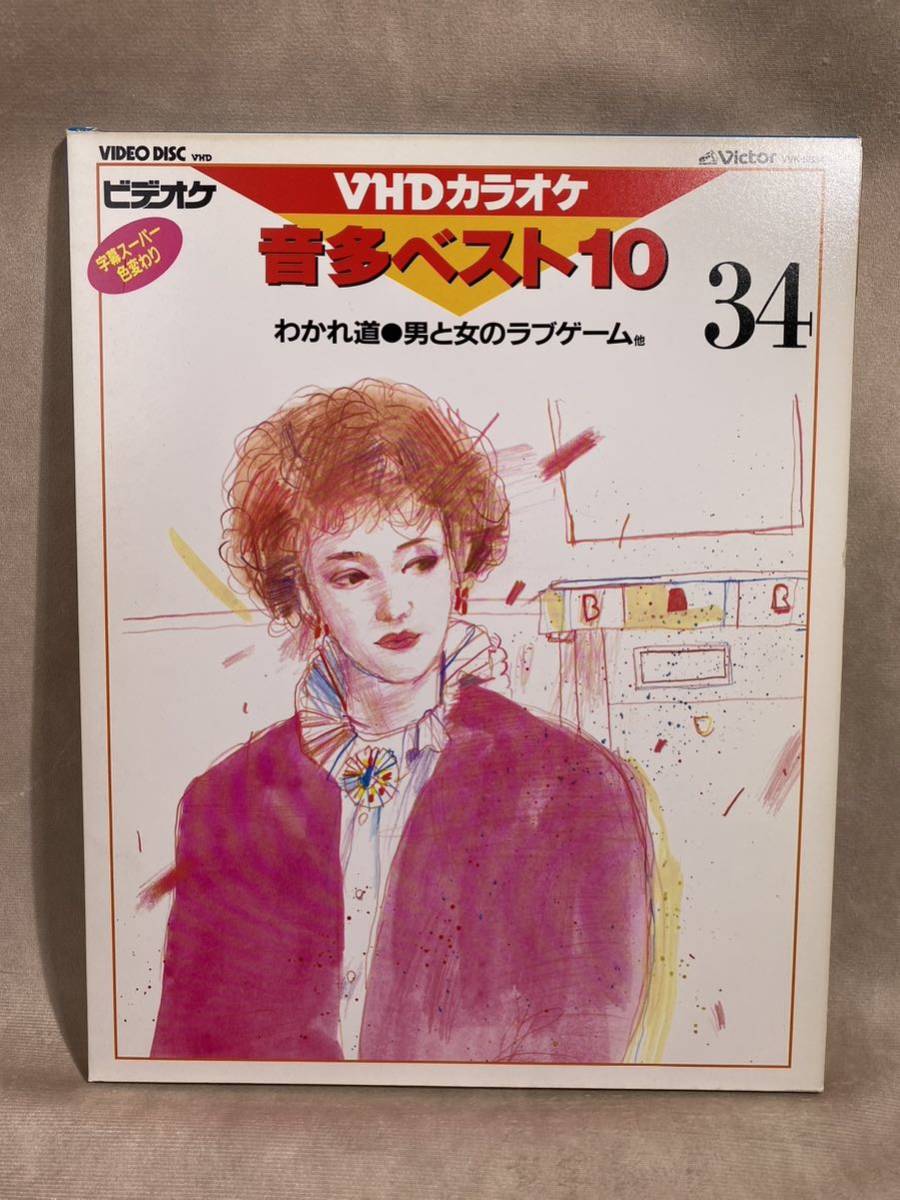 VIDEO DISC VHD
Victor
ビデオケ
VHDカラオケ
字幕スーパー
色変わり
音多ベスト10
34
わかれ道●男と女のラブゲーム他
B A B